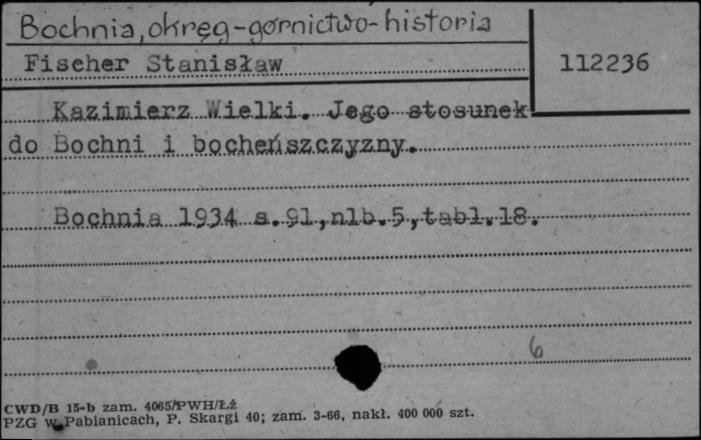 Bochnia, okręg-górnictwo-historia
Fischer Stanisław
112236
Kazimierz Wielki. Jego stosunek
do Bochni i bocheńszczyzny.
Bochnia 1934 s.91,nlb.5,tabl.18.
6
CWD/B 15-b zam. 4065/PWH/Łź
PZG w Pabianicach, P. Skargi 40; zam. 3-66, nakł. 400 000 szt.